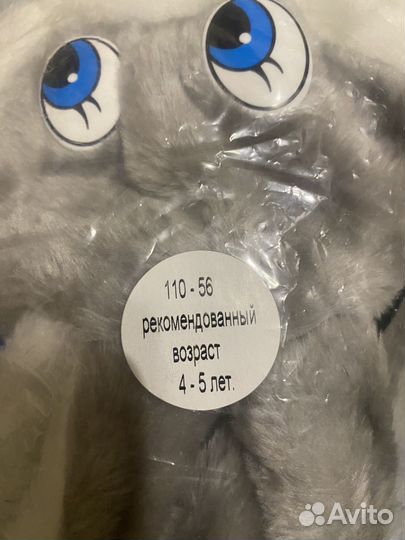 110 - 56
рекомендованный
возраст
4 - 5 лет.
Avito